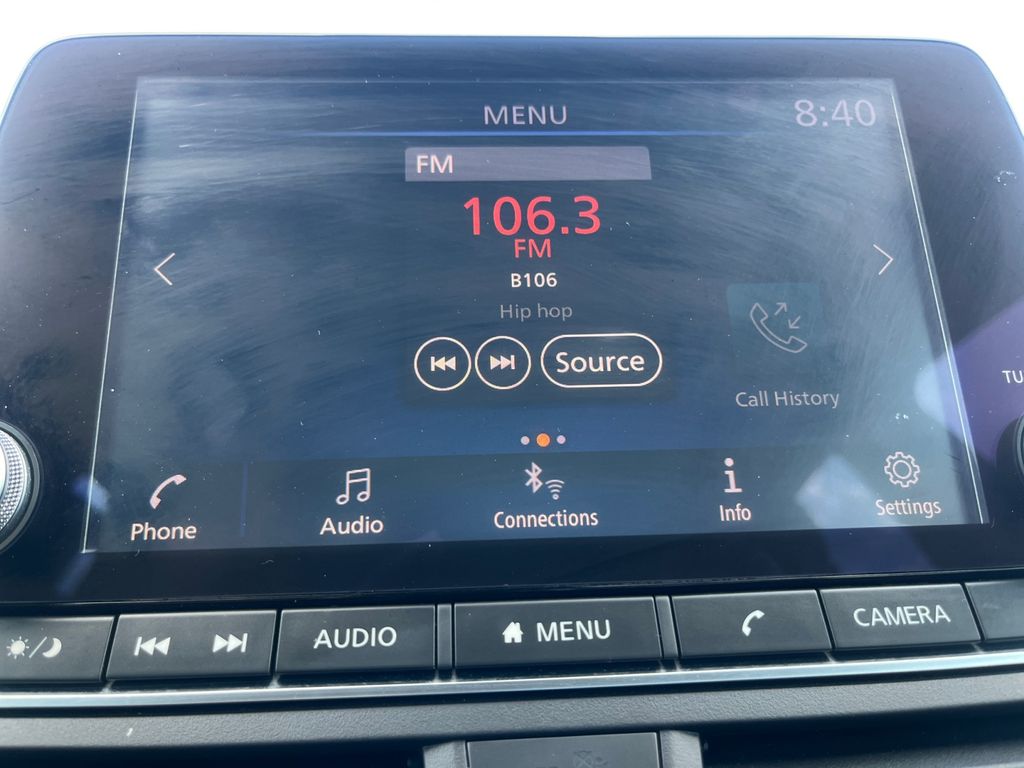 MENU
8:40
FM
106.3
FM
B106
Hip hop
Source
Call History
Phone
Audio
Connections
Info
Settings
TU
AUDIO
MENU
CAMERA